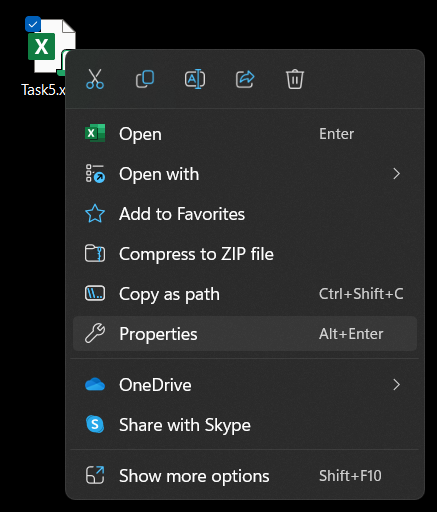 Task5.x
Open Enter
Open with
Add to Favorites
Compress to ZIP file
Copy as path Ctrl+Shift+C
Properties Alt+Enter
OneDrive
Share with Skype
Show more options Shift+F10